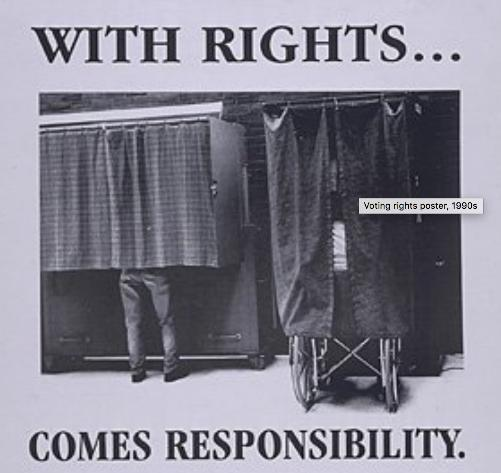 WITH RIGHTS...
Voting rights poster, 1990s
COMES RESPONSIBILITY.